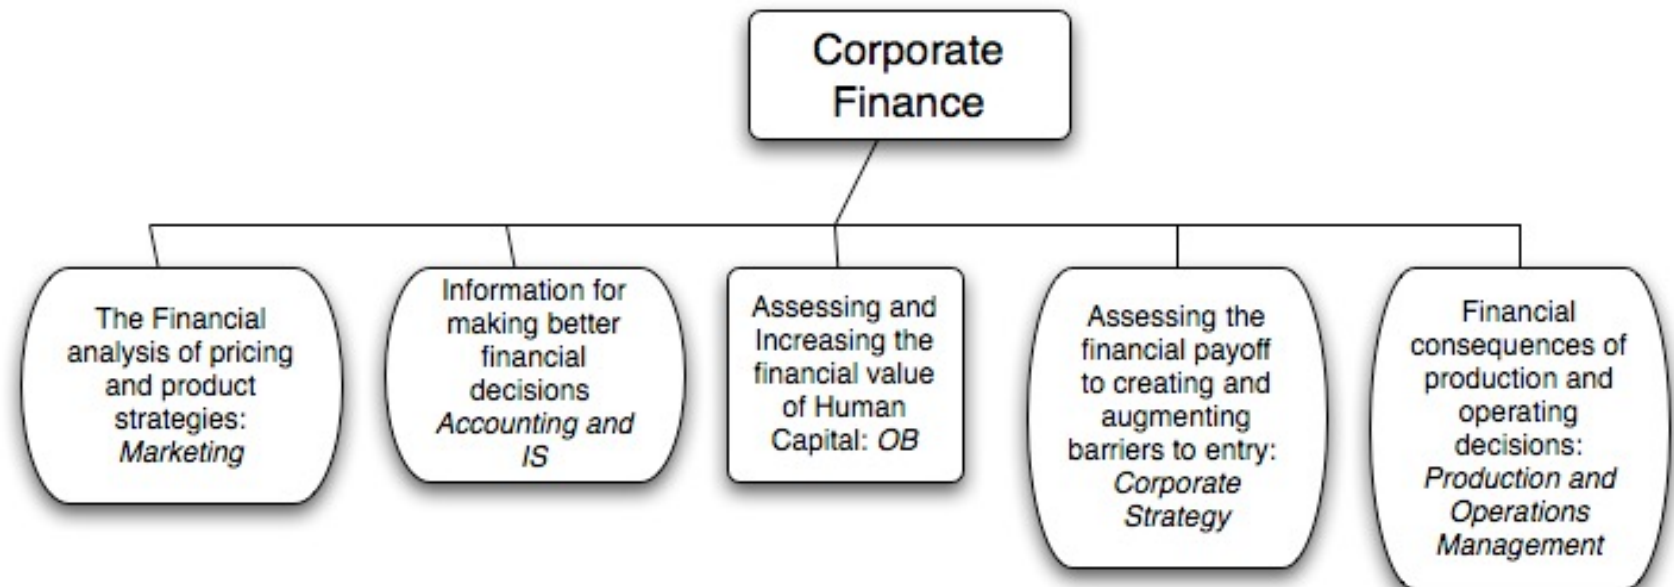 Corporate
Finance
The Financial
analysis of pricing
and product
strategies:
Marketing
Information for
making better
financial
decisions
Accounting and
IS
Assessing and
Increasing the
financial value
of Human
Capital: OB
Assessing the
financial payoff
to creating and
augmenting
barriers to entry:
Corporate
Strategy
Financial
consequences of
production and
operating
decisions:
Production and
Operations
Management